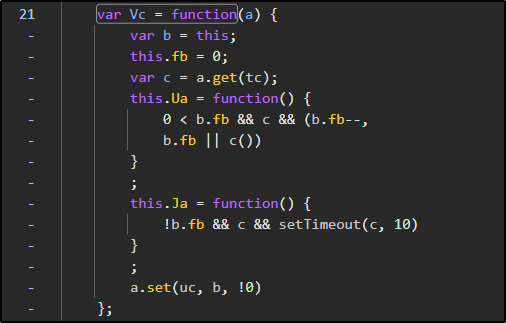 21 var Vc = function(a) {
- var b = this;
- this.fb = 0;
- var c = a.get(tc);
- this.Ua = function() {
- 0 < b.fb && c && (b.fb--,
- b.fb || c())
- }
- ;
- this.Ja = function() {
- !b.fb && c && setTimeout(c, 10)
- }
- ;
- a.set(uc, b, !0)
- };